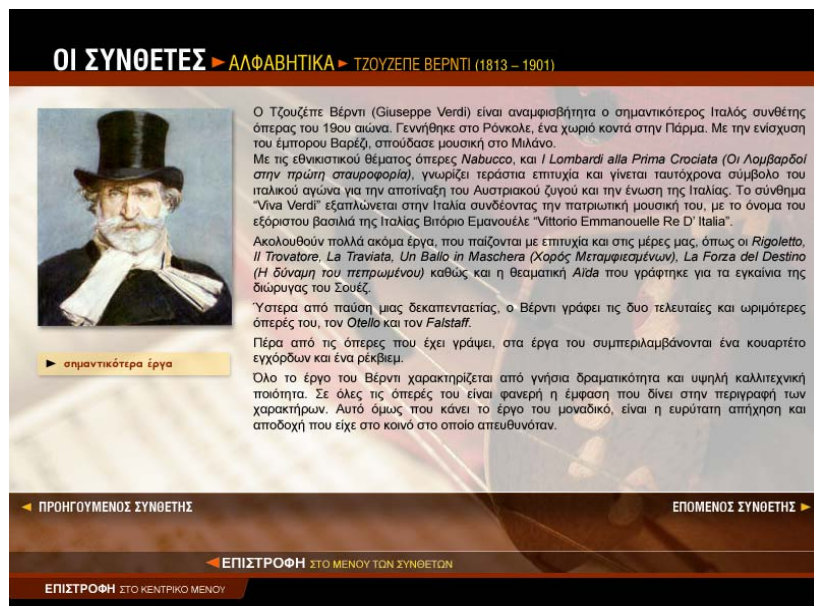 ΟΙ ΣΥΝΘΕΤΕΣ ► ΑΛΦΑΒΗΤΙΚΑ ► ΤΖΟΥΖΕΠΕ ΒΕΡΝΤΙ (1813 – 1901)
Ο Τζουζέπε Βέρντι (Giuseppe Verdi) είναι αναμφισβήτητα ο σημαντικότερος Ιταλός συνθέτης
όπερας του 19ου αιώνα. Γεννήθηκε στο Ρόνκολε, ένα χωριό κοντά στην Πάρμα. Με την ενίσχυση
του έμπορου Βαρέζι, σπούδασε μουσική στο Μιλάνο.
Με τις εθνικιστικού θέματος όπερες Nabucco, και I Lombardi alla Prima Crociata (Οι Λομβαρδοί
στην πρώτη σταυροφορία), γνωρίζει τεράστια επιτυχία και γίνεται ταυτόχρονα σύμβολο του
ιταλικού αγώνα για την αποτίναξη του Αυστριακού ζυγού και την ένωση της Ιταλίας. Το σύνθημα
“Viva Verdi” εξαπλώνεται στην Ιταλία συνδέοντας την πατριωτική μουσική του, με το όνομα του
εξόριστου βασιλιά της Ιταλίας Βιτόριο Εμανουέλε “Vittorio Emmanouelle Re D’ Italia”.
Ακολουθούν πολλά ακόμα έργα, που παίζονται με επιτυχία και στις μέρες μας, όπως οι Rigoletto,
Il Trovatore, La Traviata, Un Ballo in Maschera (Χορός Μεταμφιεσμένων), La Forza del Destino
(Η δύναμη του πεπρωμένου) καθώς και η θεαματική Aïda που γράφτηκε για τα εγκαίνια της
διώρυγας του Σουέζ.
Ύστερα από παύση μιας δεκαπενταετίας, ο Βέρντι γράφει τις δυο τελευταίες και ωριμότερες
όπερές του, τον Otello και τον Falstaff.
Πέρα από τις όπερες που έχει γράψει, στα έργα του συμπεριλαμβάνονται ένα κουαρτέτο
εγχόρδων και ένα ρέκβιεμ.
Όλο το έργο του Βέρντι χαρακτηρίζεται από γνήσια δραματικότητα και υψηλή καλλιτεχνική
ποιότητα. Σε όλες τις όπερές του είναι φανερή η έμφαση που δίνει στην περιγραφή των
χαρακτήρων. Αυτό όμως που κάνει το έργο του μοναδικό, είναι η ευρύτατη απήχηση και
αποδοχή που είχε στο κοινό στο οποίο απευθυνόταν.
► σημαντικότερα έργα
◄ ΠΡΟΗΓΟΥΜΕΝΟΣ ΣΥΝΘΕΤΗΣ
ΕΠΟΜΕΝΟΣ ΣΥΝΘΕΤΗΣ ►
◄ ΕΠΙΣΤΡΟΦΗ ΣΤΟ ΜΕΝΟΥ ΤΩΝ ΣΥΝΘΕΤΩΝ
ΕΠΙΣΤΡΟΦΗ ΣΤΟ ΚΕΝΤΡΙΚΟ ΜΕΝΟΥ